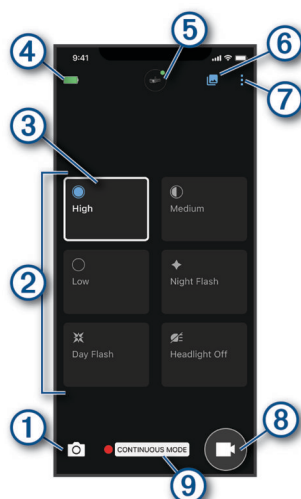 4
5
6
7
9:41
3
High
Medium
2
Low
Night Flash
Day Flash
Headlight Off
1
CONTINUOUS MODE
8
9